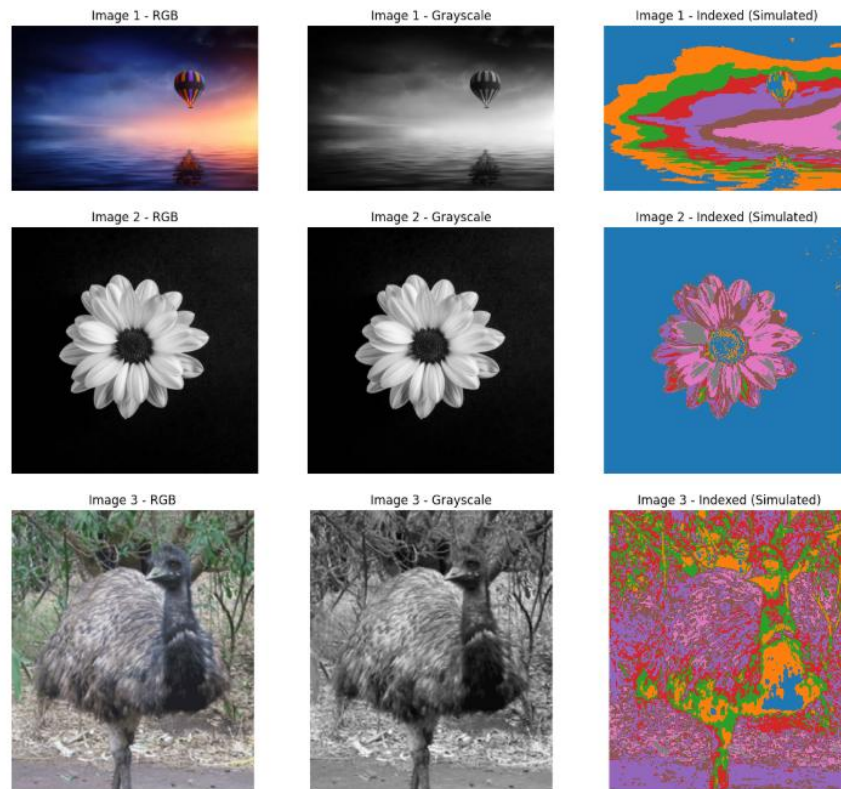 Image 1 - RGB
Image 1 - Grayscale
Image 1 - Indexed (Simulated)
Image 2 - RGB
Image 2 - Grayscale
Image 2 - Indexed (Simulated)
Image 3 - RGB
Image 3 - Grayscale
Image 3 - Indexed (Simulated)